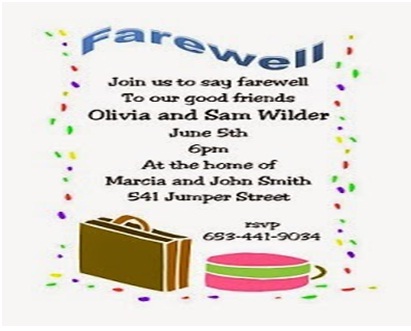 Farewell
Join us to say farewell
To our good friends
Olivia and Sam Wilder
June 5th
6pm
At the home of
Marcia and John Smith
541 Jumper Street
rsvp
653-441-9034